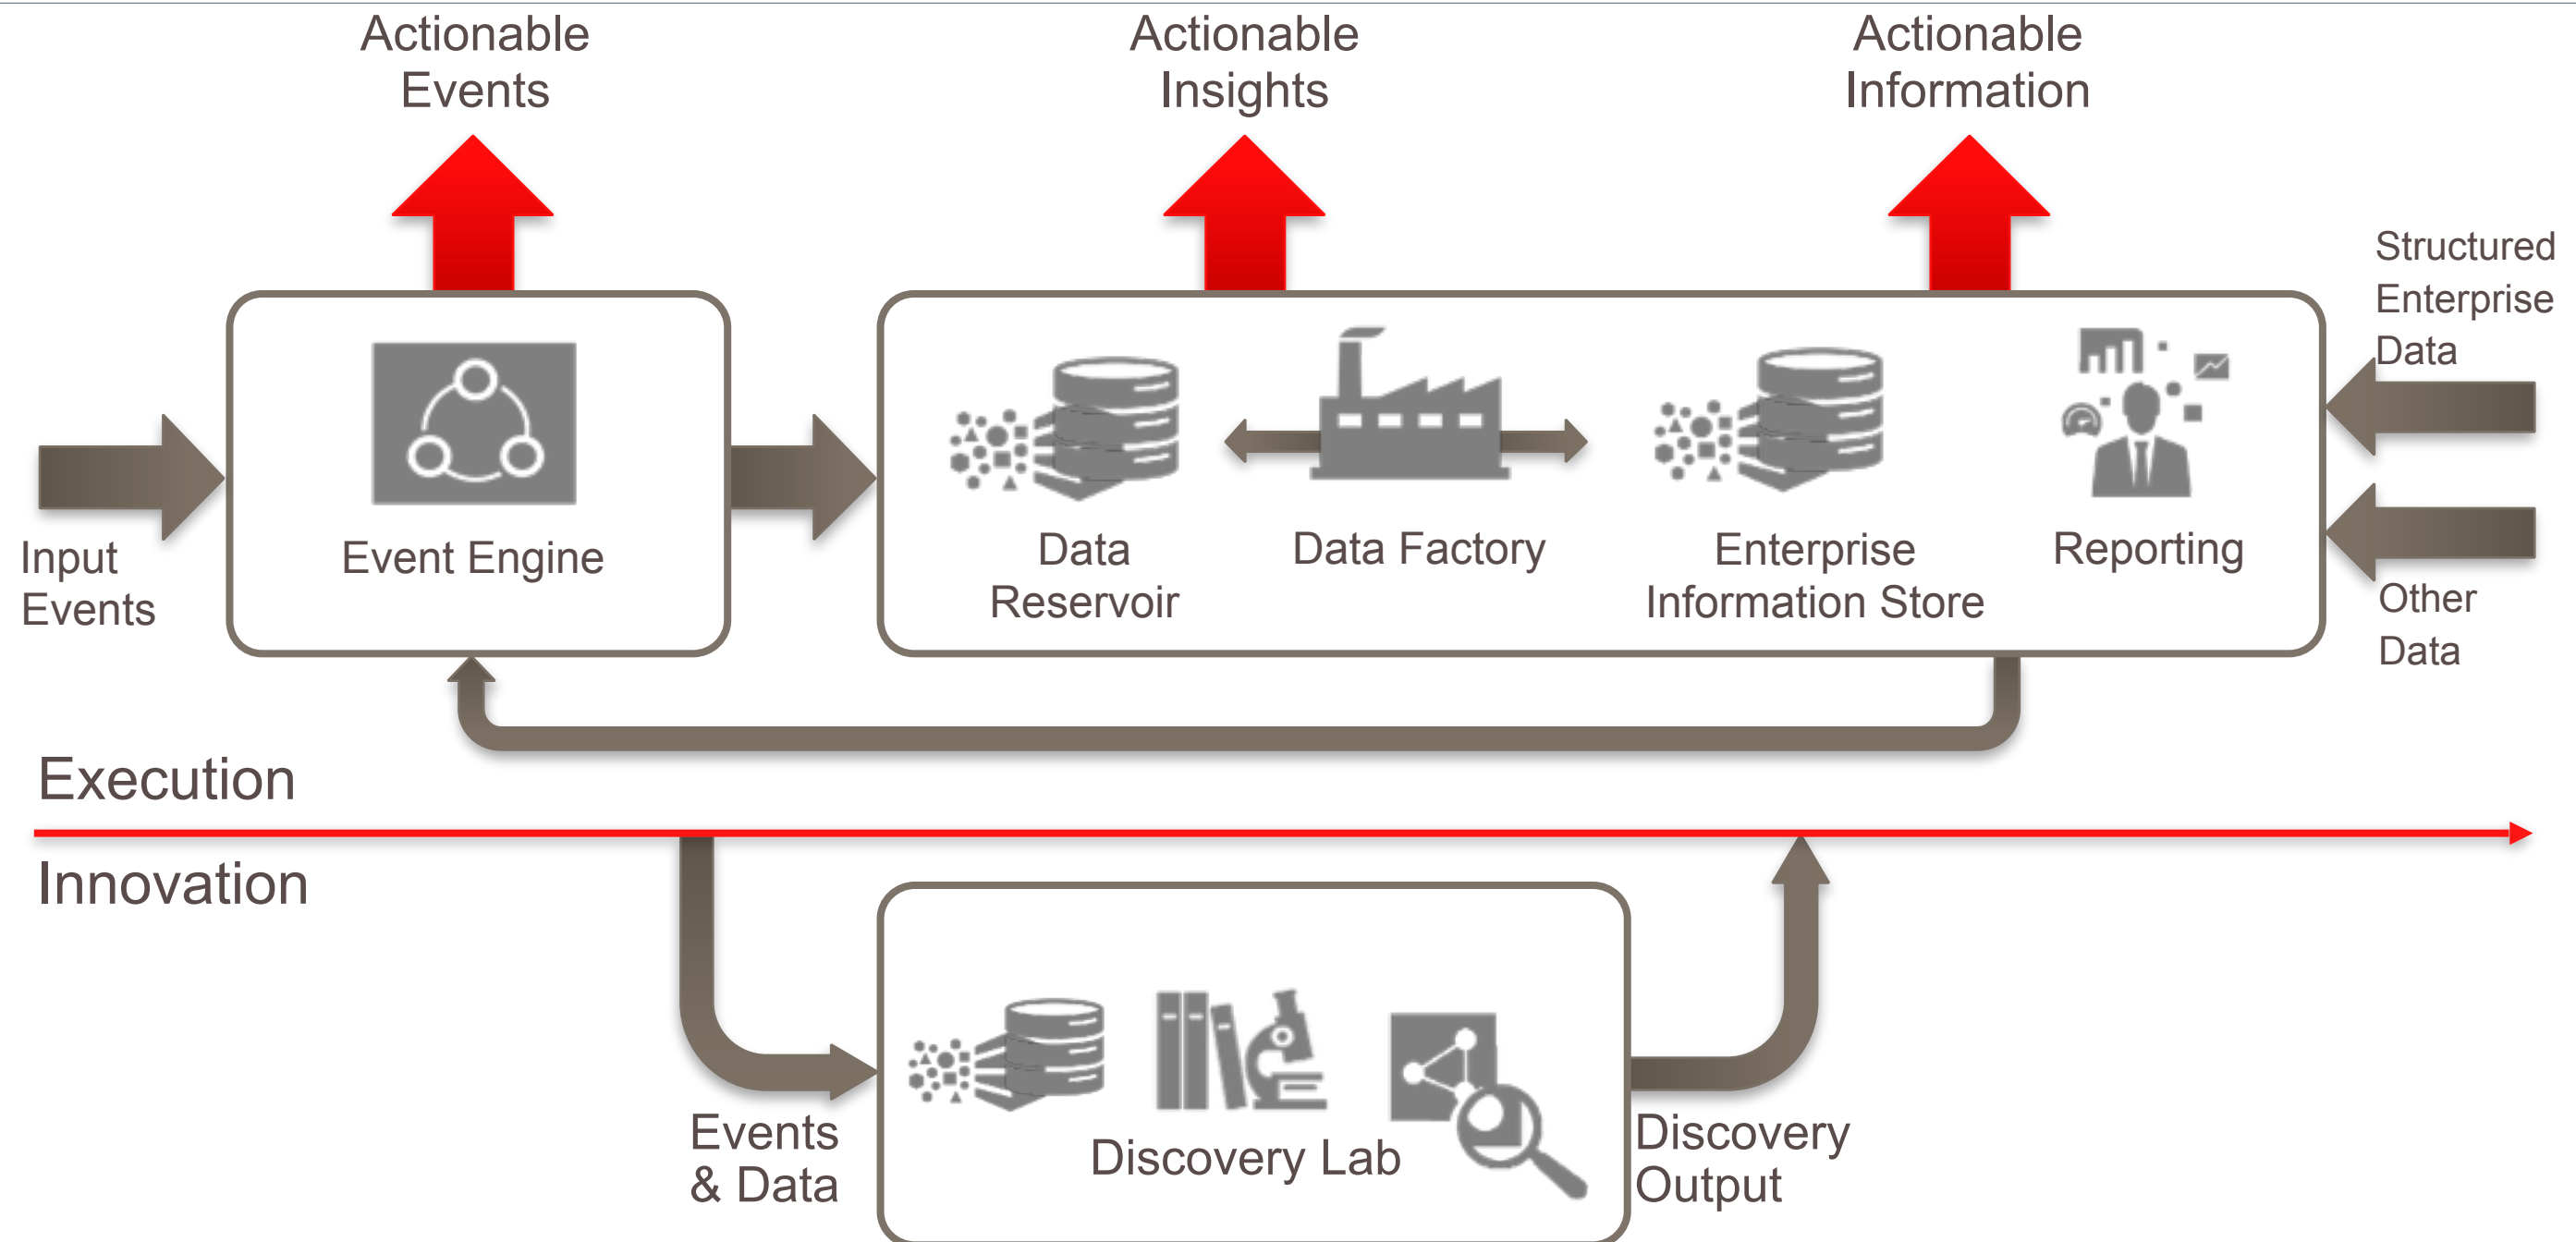 Actionable
Events
Actionable
Insights
Actionable
Information
Structured
Enterprise
Data
Input
Events
Event Engine
Data
Reservoir
Data Factory
Enterprise
Information Store
Reporting
Other
Data
Execution
Innovation
Events
& Data
Discovery Lab
Discovery
Output